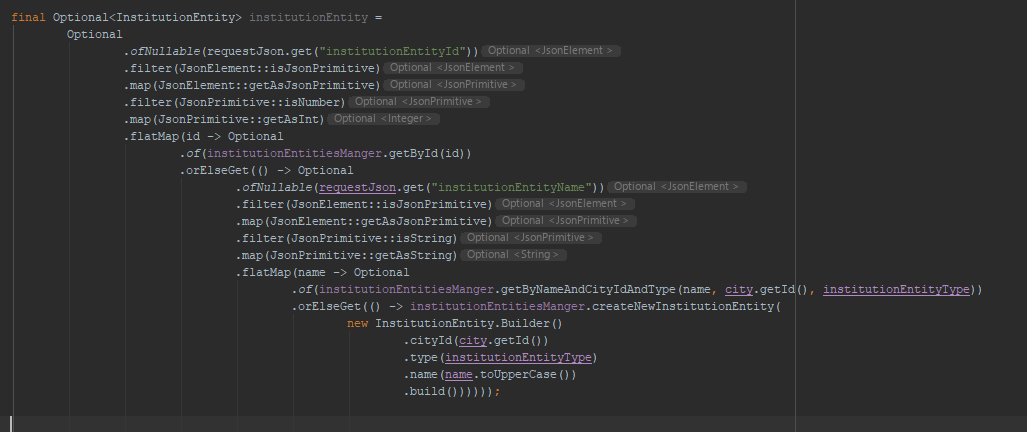 final Optional<InstitutionEntity> institutionEntity =
Optional
.ofNullable(requestJson.get("institutionEntityId")) Optional <JsonElement >
.filter(JsonElement::isJsonPrimitive) Optional <JsonElement >
.map(JsonElement::getAsJsonPrimitive) Optional <JsonPrimitive >
.filter(JsonPrimitive::isNumber) Optional <JsonPrimitive >
.map(JsonPrimitive::getAsInt) Optional <Integer >
.flatMap(id -> Optional
.of(institutionEntitiesManger.getById(id))
.orElseGet(() -> Optional
.ofNullable(requestJson.get("institutionEntityName")) Optional <JsonElement >
.filter(JsonElement::isJsonPrimitive) Optional <JsonElement >
.map(JsonElement::getAsJsonPrimitive) Optional <JsonPrimitive >
.filter(JsonPrimitive::isString) Optional <JsonPrimitive >
.map(JsonPrimitive::getAsString) Optional <String >
.flatMap(name -> Optional
.of(institutionEntitiesManger.getByNameAndCityIdAndType(name, city.getId(), institutionEntityType))
.orElseGet(() -> institutionEntitiesManger.createNewInstitutionEntity(
new InstitutionEntity.Builder()
.cityId(city.getId())
.type(institutionEntityType)
.name(name.toUpperCase())
.build())))));